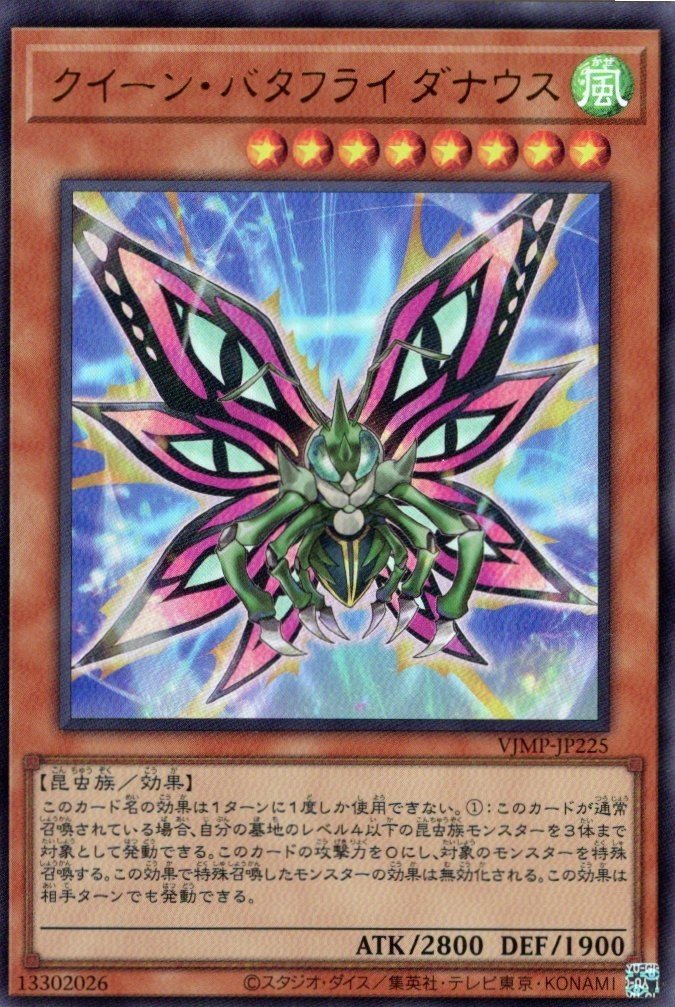 クイーン・バタフライ ダナウス
風
VJMP-JP225
【昆虫族／効果】
このカード名の効果は1ターンに1度しか使用できない。①：このカードが通常
召喚されている場合、自分の墓地のレベル4以下の昆虫族モンスターを3体まで
対象として発動できる。このカードの攻撃力を0にし、対象のモンスターを特殊
召喚する。この効果で特殊召喚したモンスターの効果は無効化される。この効果は
相手ターンでも発動できる。
ATK/2800 DEF/1900
13302026 ©スタジオ・ダイス／集英社・テレビ東京・KONAMI